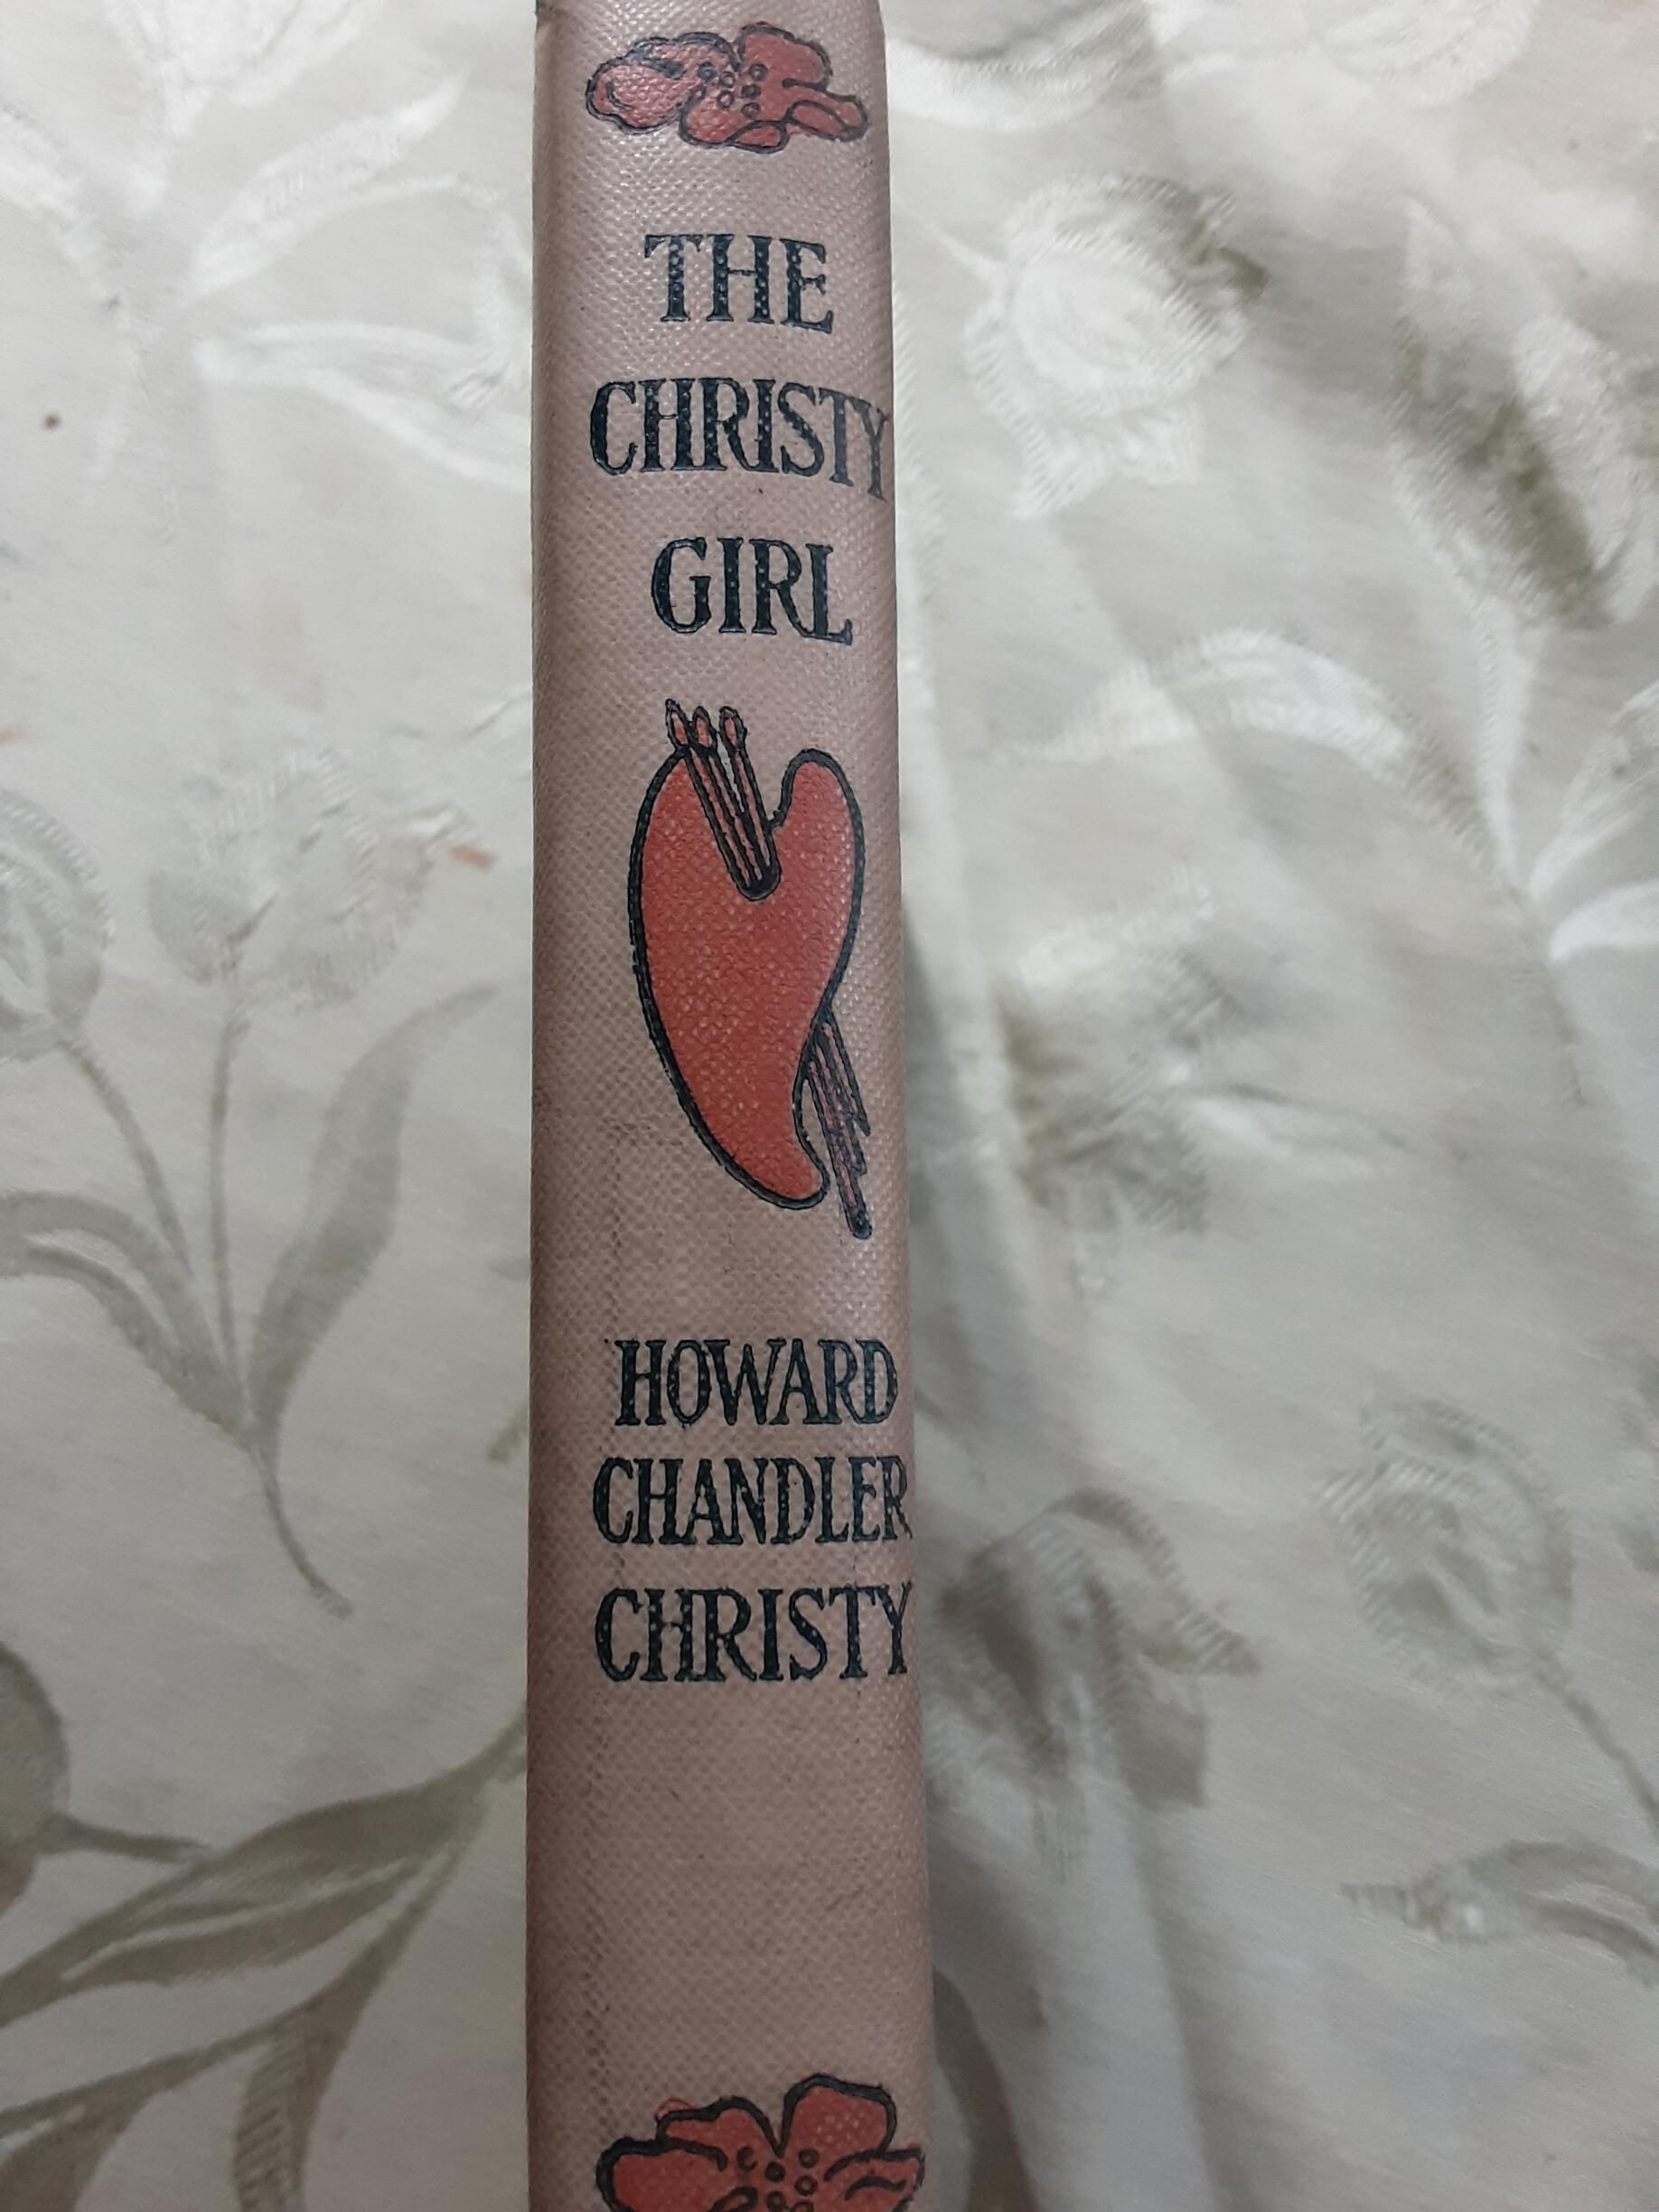 THE
CHRISTY
GIRL
HOWARD
CHANDLER
CHRISTY